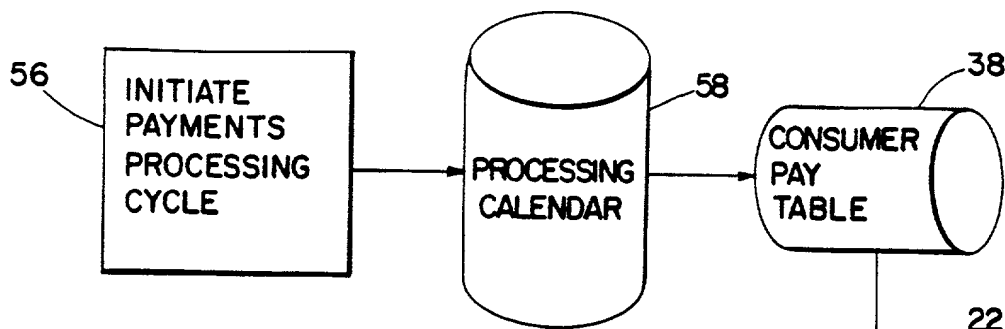 56
INITIATE
PAYMENTS
PROCESSING
CYCLE
PROCESSING
CALENDAR
58
38
CONSUMER
PAY
TABLE
22